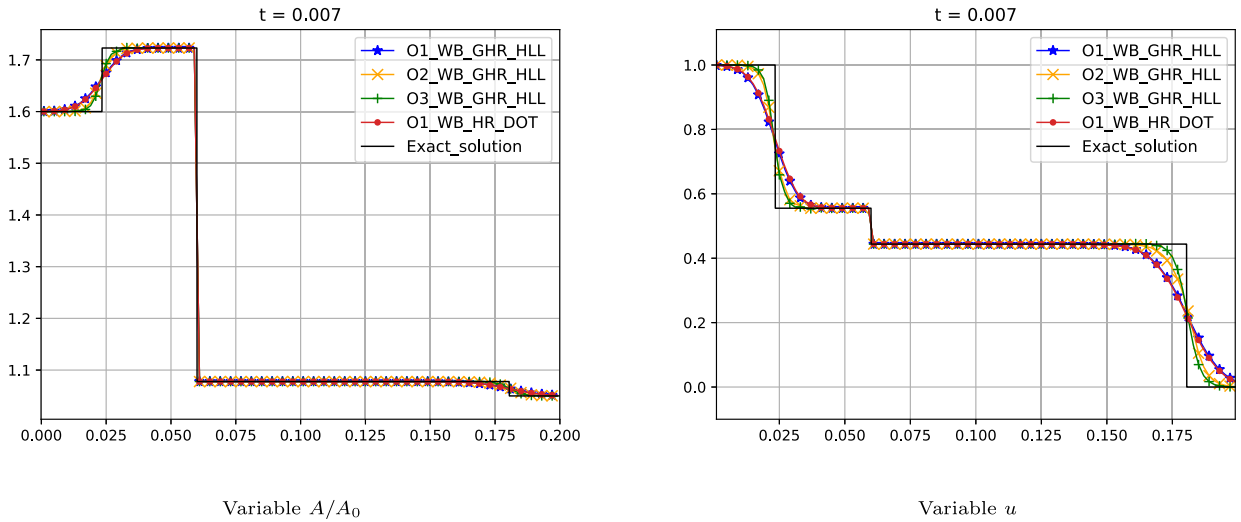 t = 0.007
1.7
1.6
1.5
1.4
1.3
1.2
1.1
0.000 0.025 0.050 0.075 0.100 0.125 0.150 0.175 0.200
O1_WB_GHR_HLL
O2_WB_GHR_HLL
O3_WB_GHR_HLL
O1_WB_HR_DOT
Exact_solution
Variable A/A₀
t = 0.007
1.0
0.8
0.6
0.4
0.2
0.0
0.025 0.050 0.075 0.100 0.125 0.150 0.175
O1_WB_GHR_HLL
O2_WB_GHR_HLL
O3_WB_GHR_HLL
O1_WB_HR_DOT
Exact_solution
Variable u